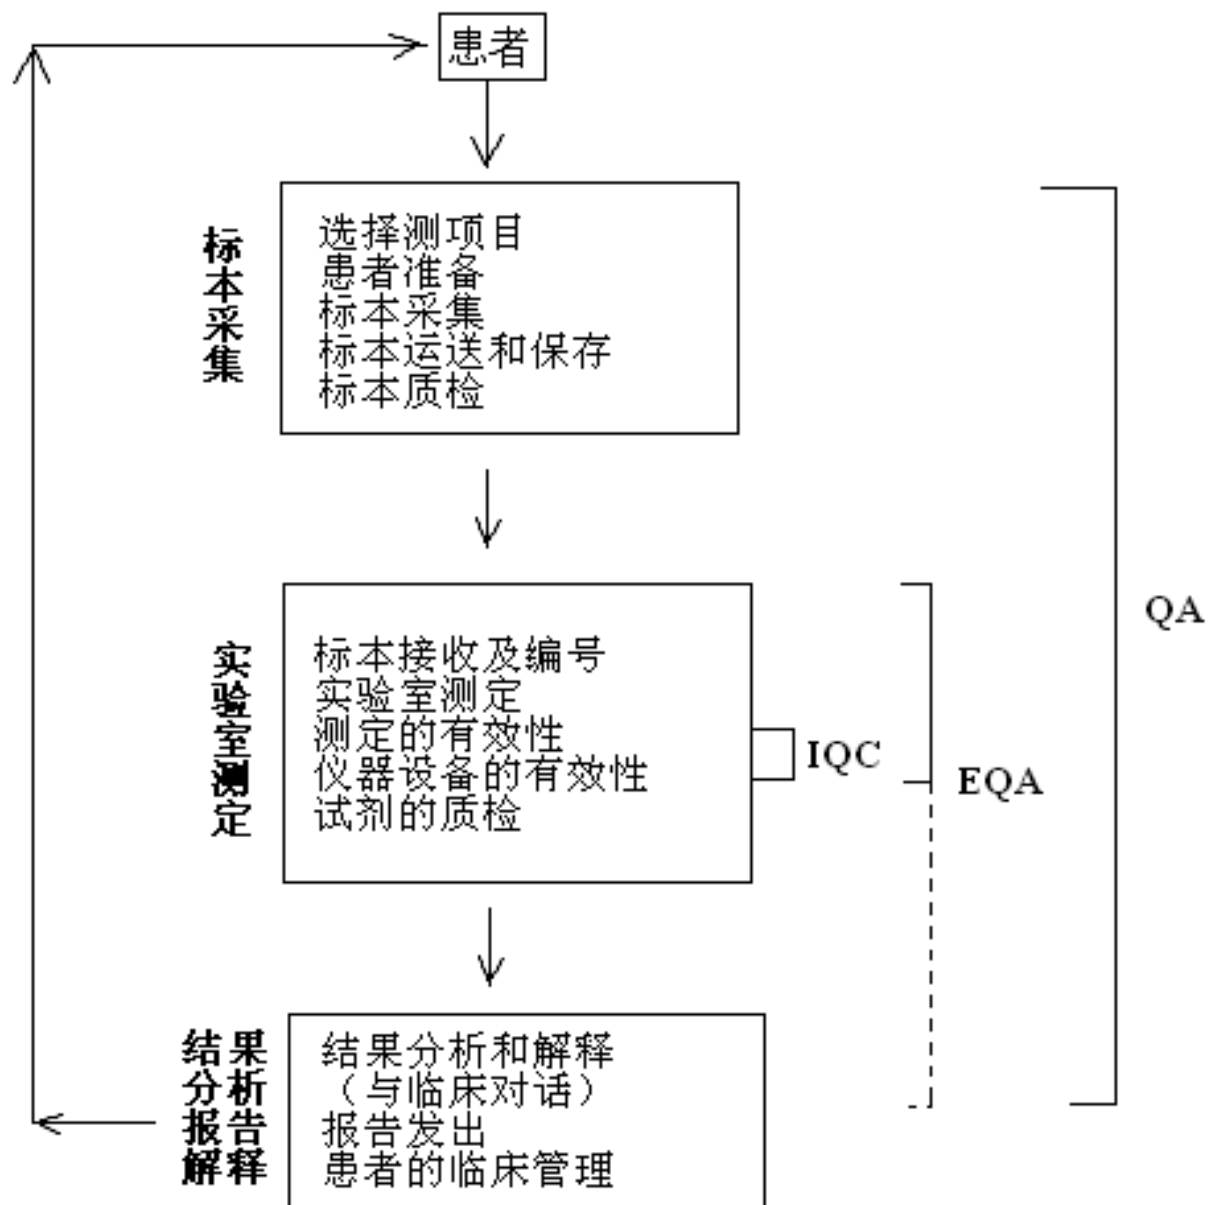 患者
标本采集
选择测项目
患者准备
标本采集
标本运送和保存
标本质检
实验室测定
标本接收及编号
实验室测定
测定的有效性
仪器设备的有效性
试剂的质检
IQC
EQA
QA
结果
分析
报告
解释
结果分析和解释
（与临床对话）
报告发出
患者的临床管理